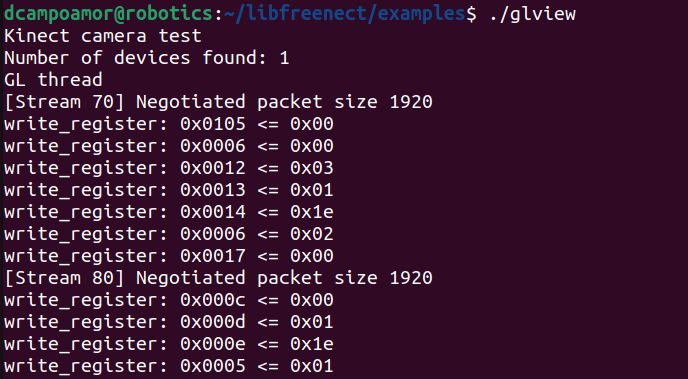 dcampoamor@robotics:~/libfreenect/examples$ ./glview
Kinect camera test
Number of devices found: 1
GL thread
[Stream 70] Negotiated packet size 1920
write_register: 0x0105 <= 0x00
write_register: 0x0006 <= 0x00
write_register: 0x0012 <= 0x03
write_register: 0x0013 <= 0x01
write_register: 0x0014 <= 0x1e
write_register: 0x0006 <= 0x02
write_register: 0x0017 <= 0x00
[Stream 80] Negotiated packet size 1920
write_register: 0x000c <= 0x00
write_register: 0x000d <= 0x01
write_register: 0x000e <= 0x1e
write_register: 0x0005 <= 0x01